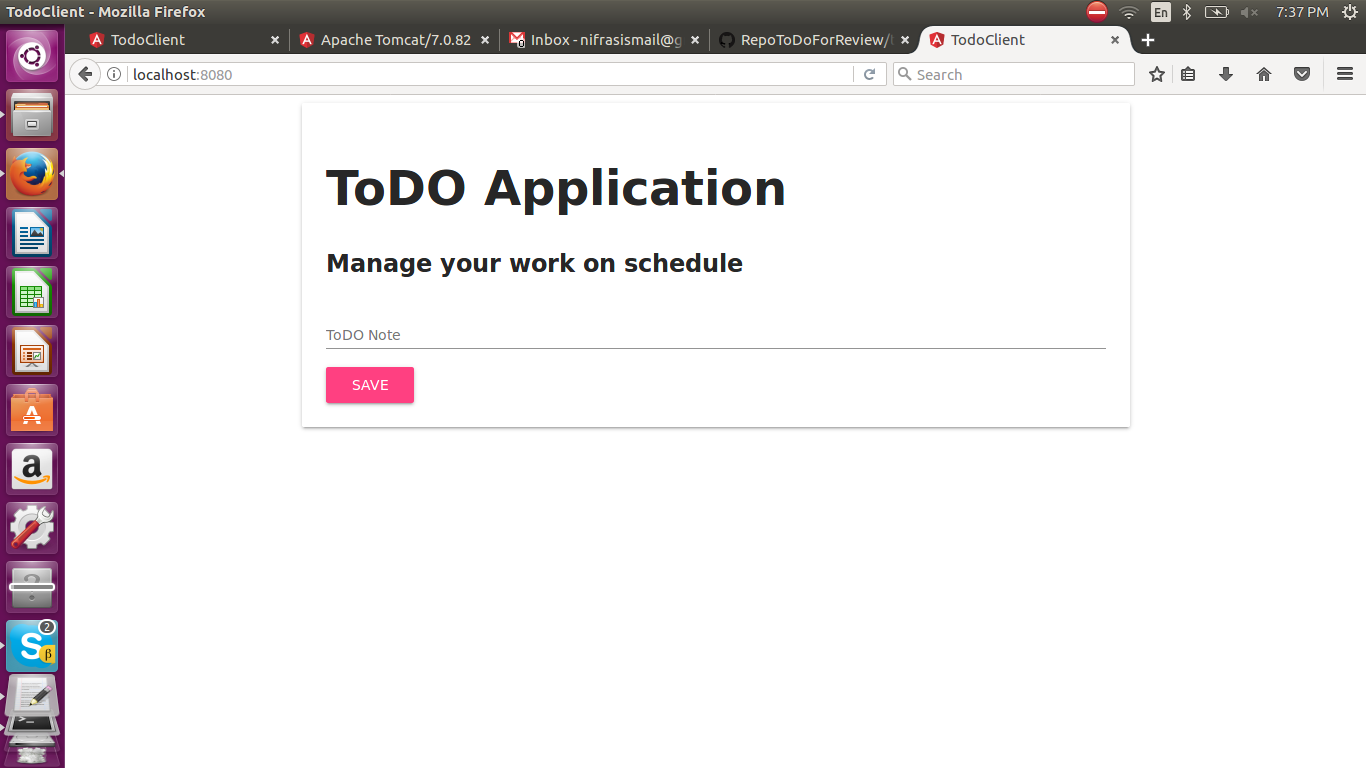 TodoClient - Mozilla Firefox
En
7:37 PM
TodoClient
Apache Tomcat/7.0.82
Inbox - nifrasismail@g
RepoToDoForReview/
TodoClient
localhost:8080
Search
ToDO Application
Manage your work on schedule
ToDO Note
SAVE
2